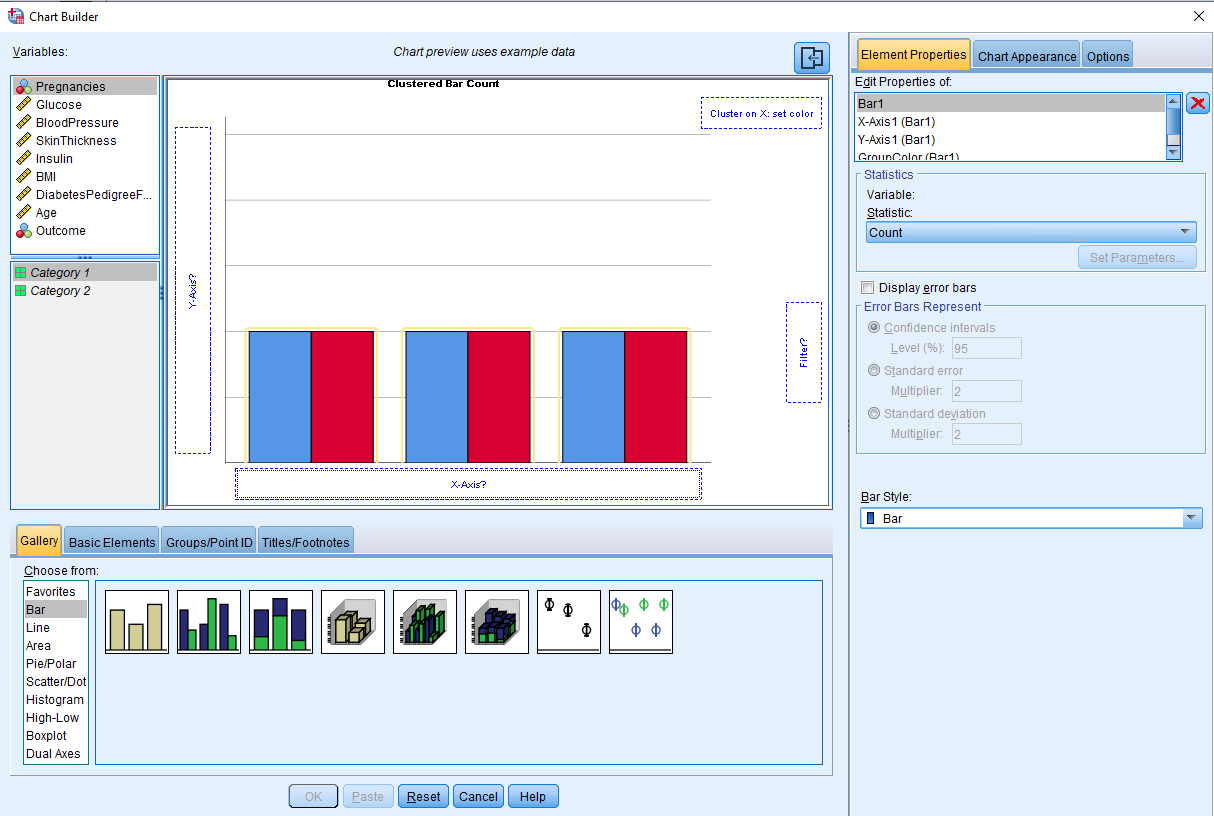 Chart Builder
Variables:
Chart preview uses example data
Pregnancies
Glucose
BloodPressure
SkinThickness
Insulin
BMI
DiabetesPedigreeF...
Age
Outcome
Category 1
Category 2
Clustered Bar Count
Cluster on X: set color
Y-Axis?
Filter?
X-Axis?
Gallery
Basic Elements
Groups/Point ID
Titles/Footnotes
Choose from:
Favorites
Bar
Line
Area
Pie/Polar
Scatter/Dot
Histogram
High-Low
Boxplot
Dual Axes
OK
Paste
Reset
Cancel
Help
Element Properties
Chart Appearance
Options
Edit Properties of:
Bar1
X-Axis1 (Bar1)
Y-Axis1 (Bar1)
GroupColor (Bar1)
Statistics
Variable:
Statistic:
Count
Set Parameters...
Display error bars
Error Bars Represent
Confidence intervals
Level (%): 95
Standard error
Multiplier: 2
Standard deviation
Multiplier: 2
Bar Style:
Bar